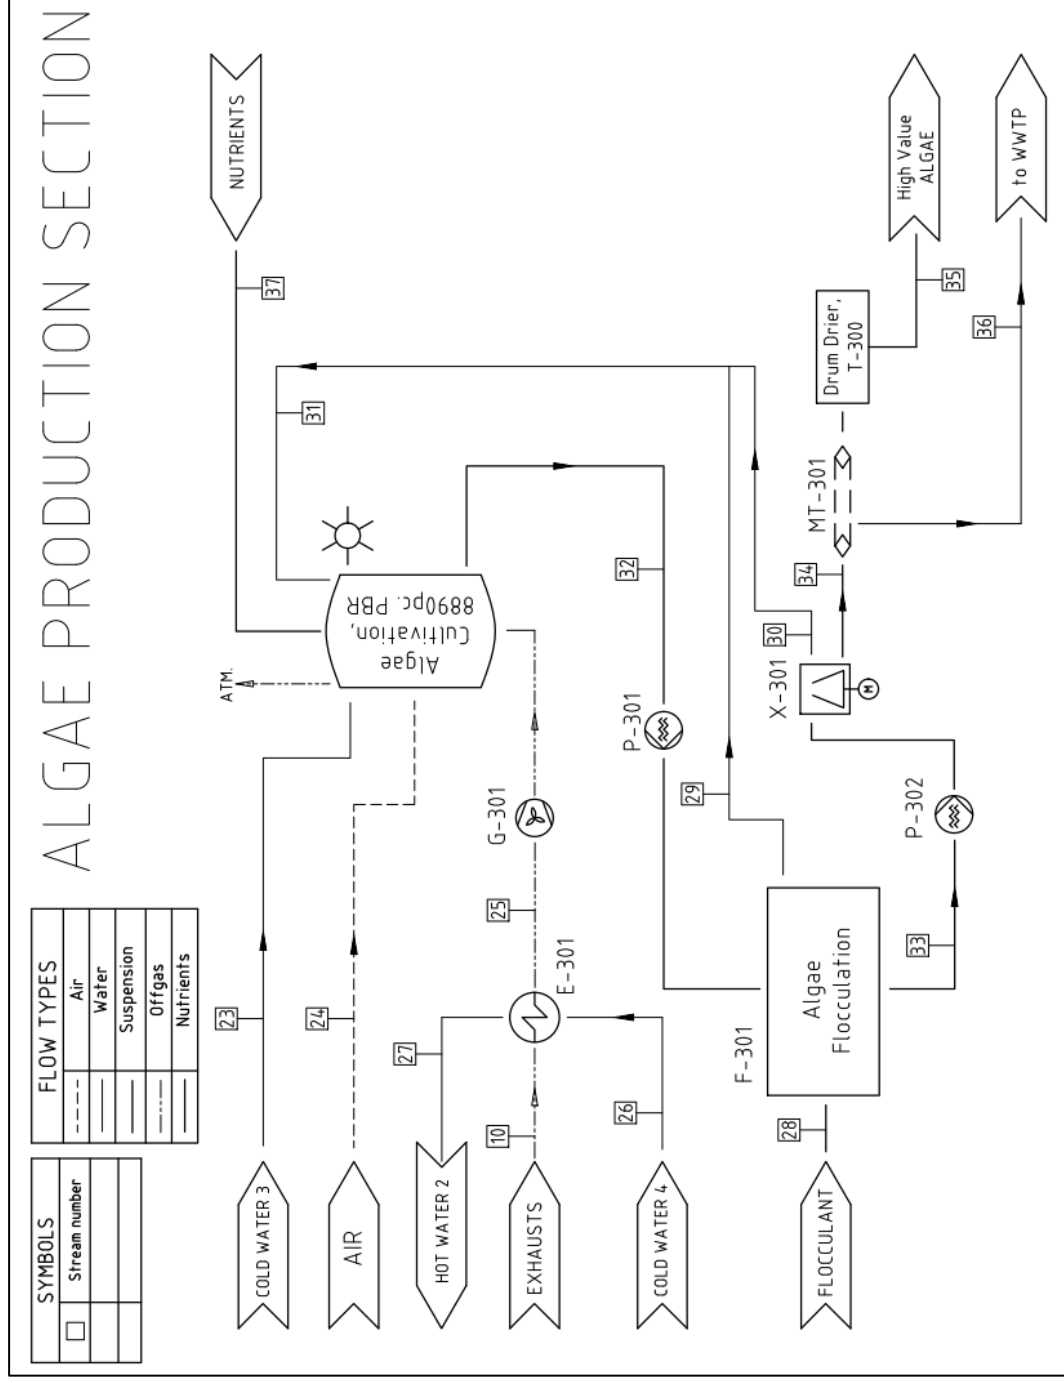 ALGAE PRODUCTION SECTION
SYMBOLS
Stream number
FLOW TYPES
Air
Water
Suspension
Offgas
Nutrients
COLD WATER 3
23
AIR
24
ATM.
NUTRIENTS
37
31
Algae
Cultivation,
8890pc. PBR
HOT WATER 2
27
EXHAUSTS
10
E-301
25
G-301
COLD WATER 4
26
P-301
32
29
FLOCCULANT
28
F-301
Algae
Flocculation
33
P-302
X-301
M
30
34
MT-301
Drum Drier,
T-300
35
High Value
ALGAE
36
to WWTP